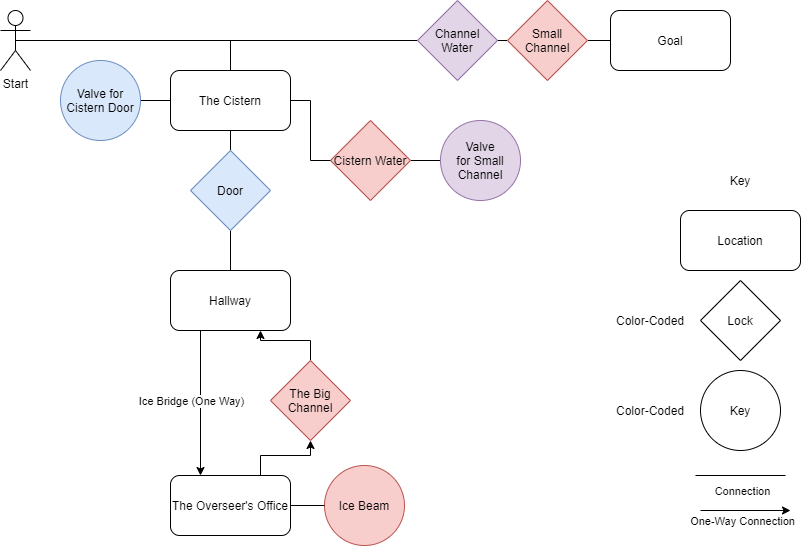 Start
Channel
Water
Small
Channel
Goal
Valve for
Cistern Door
The Cistern
Cistern Water
Valve
for Small
Channel
Door
Hallway
Ice Bridge (One Way)
The Big
Channel
The Overseer's Office
Ice Beam
Key
Location
Color-Coded
Lock
Color-Coded
Key
Connection
One-Way Connection